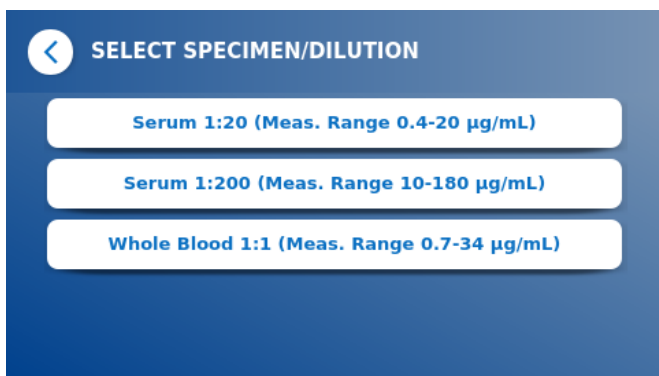 SELECT SPECIMEN/DILUTION
Serum 1:20 (Meas. Range 0.4-20 μg/mL)
Serum 1:200 (Meas. Range 10-180 μg/mL)
Whole Blood 1:1 (Meas. Range 0.7-34 μg/mL)